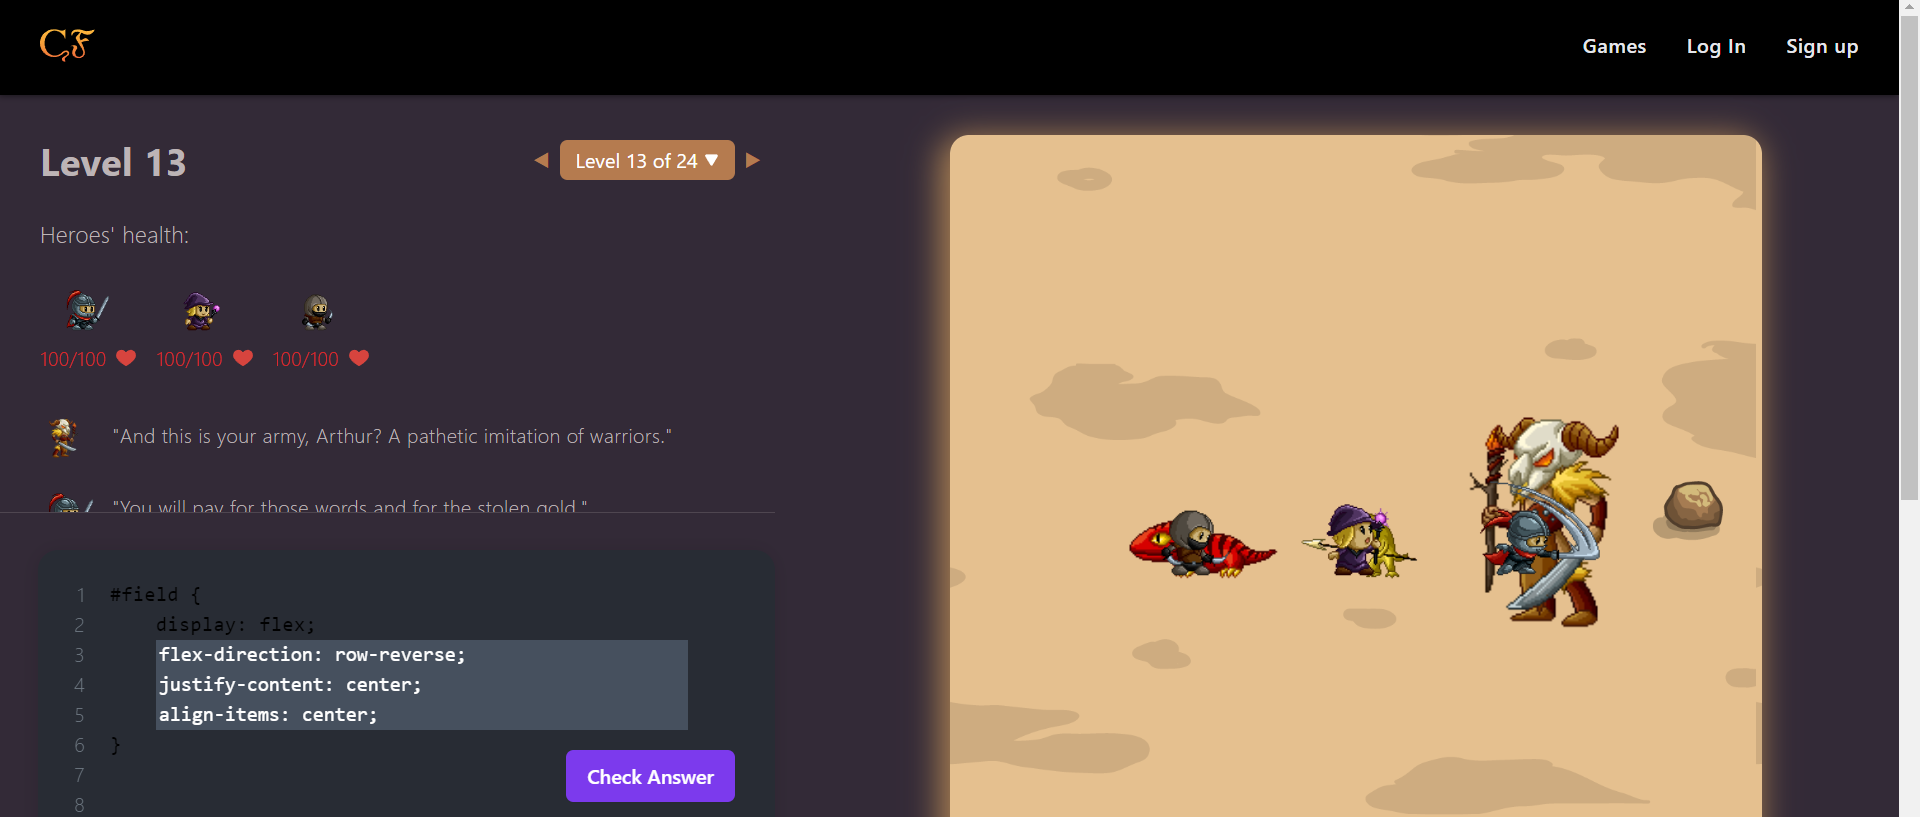 CF
Games
Log In
Sign up
Level 13
Level 13 of 24 ▼
Heroes' health:
100/100
100/100
100/100
"And this is your army, Arthur? A pathetic imitation of warriors."
"You will pay for those words and for the stolen gold."
1 #field {
2 display: flex;
3 flex-direction: row-reverse;
4 justify-content: center;
5 align-items: center;
6 }
7
8
Check Answer